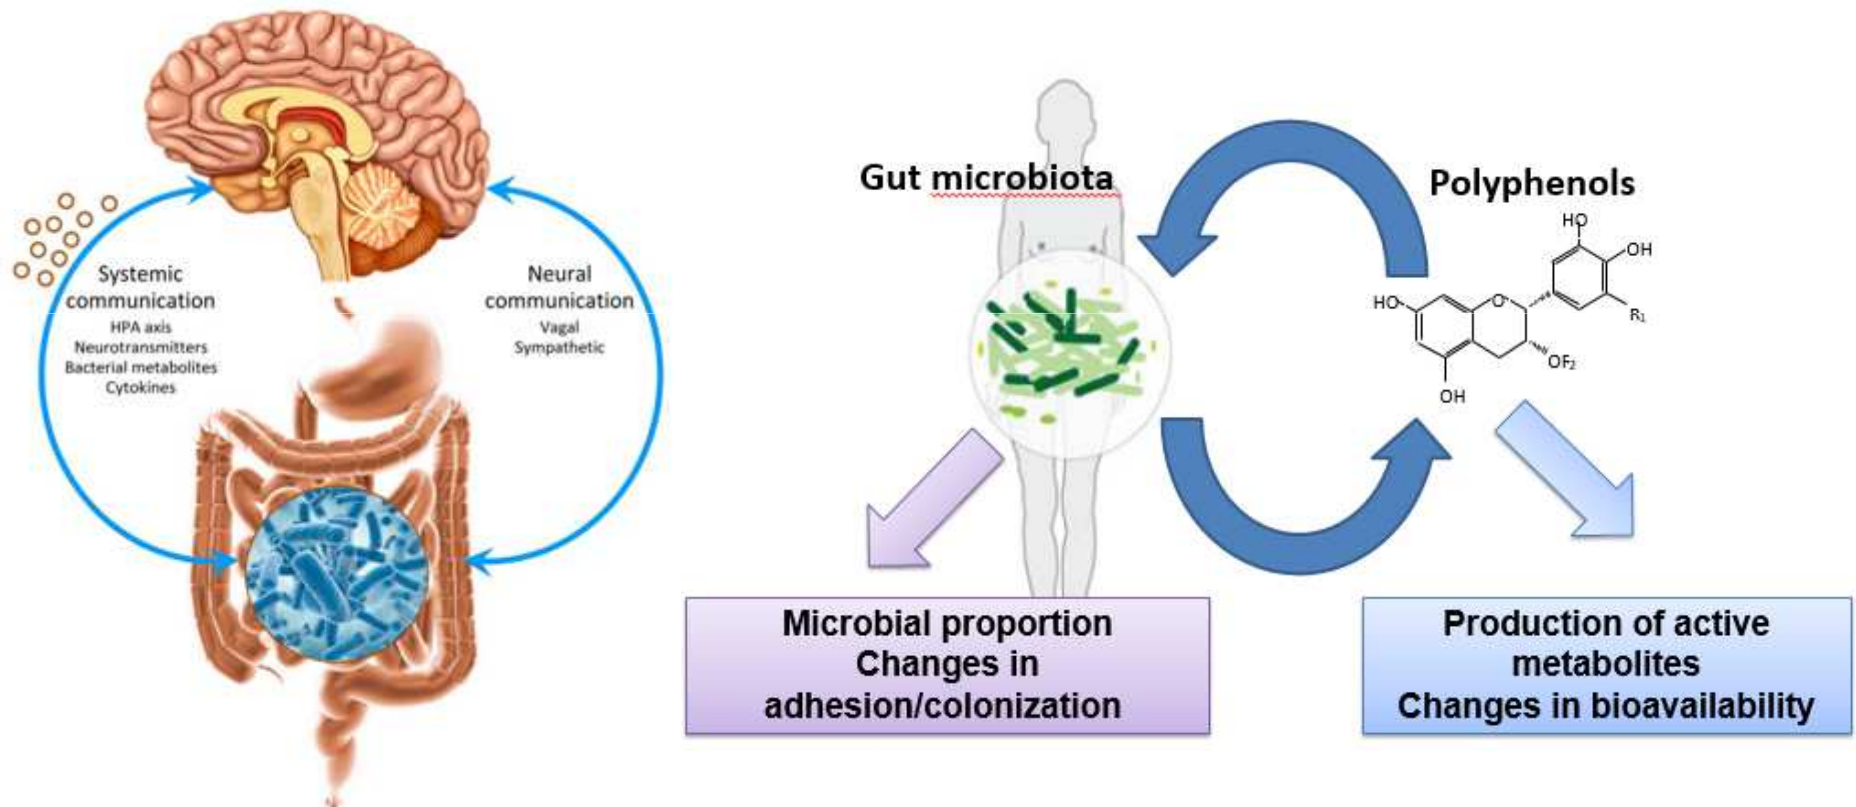 Systemic
communication
HPA axis
Neurotransmitters
Bacterial metabolites
Cytokines
Neural
communication
Vagal
Sympathetic
Gut microbiota
Polyphenols
HO
OH
HO
O
R₁
OF₂
OH
Microbial proportion
Changes in
adhesion/colonization
Production of active
metabolites
Changes in bioavailability